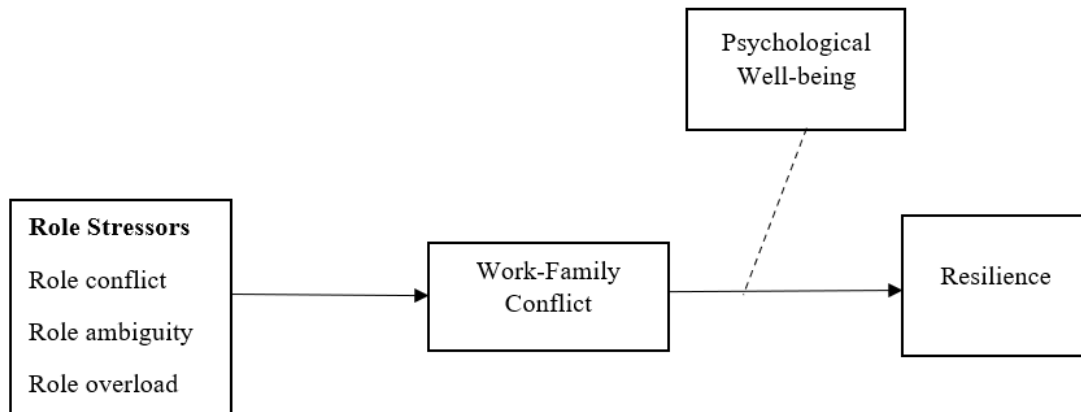 Psychological
Well-being
Role Stressors
Role conflict
Role ambiguity
Role overload
Work-Family
Conflict
Resilience